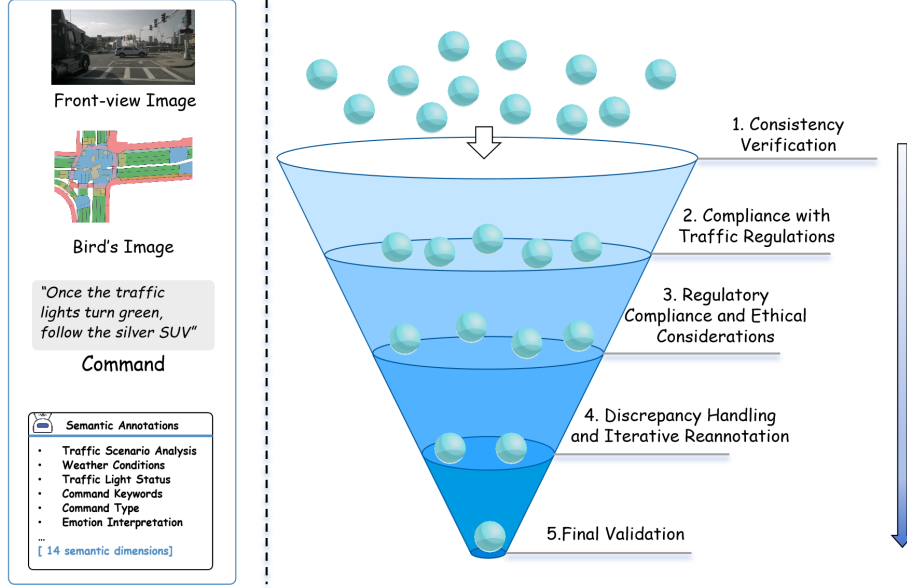 Front-view Image
Bird's Image
"Once the traffic
lights turn green,
follow the silver SUV"
Command
Semantic Annotations
• Traffic Scenario Analysis
• Weather Conditions
• Traffic Light Status
• Command Keywords
• Command Type
• Emotion Interpretation
...
[ 14 semantic dimensions]
1. Consistency
Verification
2. Compliance with
Traffic Regulations
3. Regulatory
Compliance and Ethical
Considerations
4. Discrepancy Handling
and Iterative Reannotation
5.Final Validation